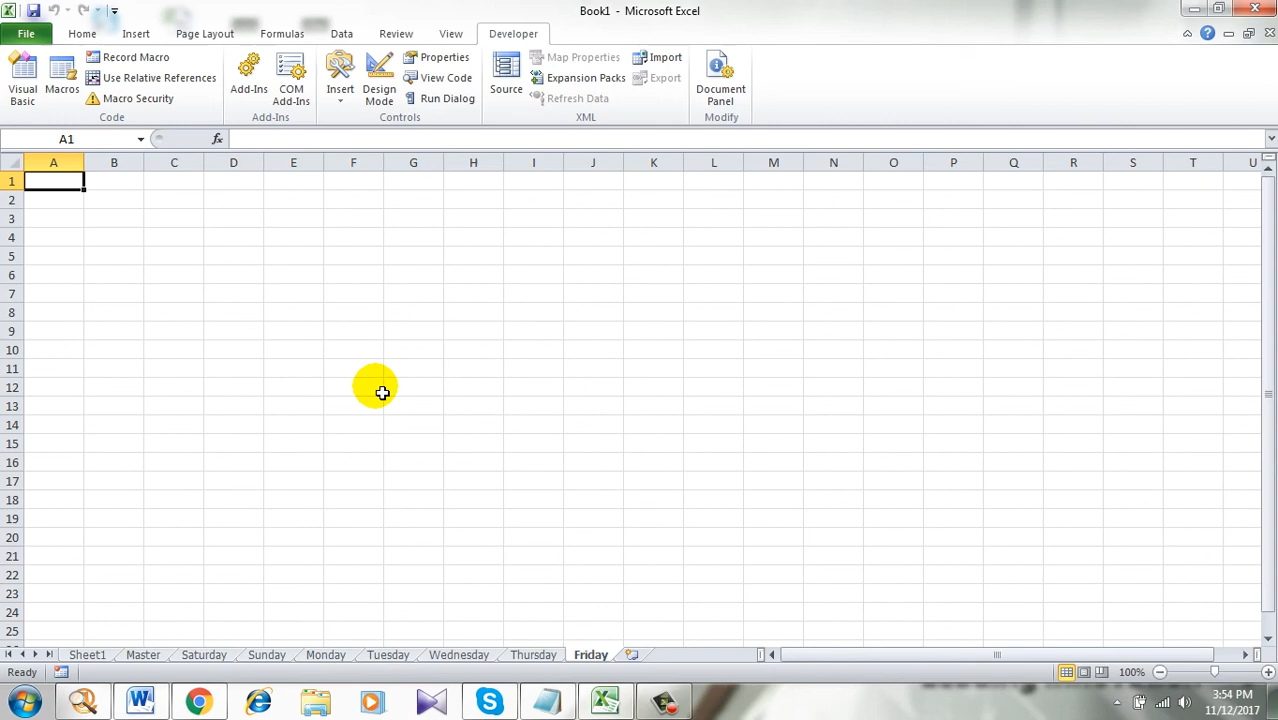 Book1 - Microsoft Excel
File Home Insert Page Layout Formulas Data Review View Developer
Visual Basic
Macros
Record Macro
Use Relative References
Macro Security
Code
Add-Ins
COM Add-Ins
Add-Ins
Insert
Design Mode
Properties
View Code
Run Dialog
Controls
Source
Map Properties
Expansion Packs
Refresh Data
Import
Export
XML
Document Panel
Modify
A1 fx
A B C D E F G H I J K L M N O P Q R S T U
1
2
3
4
5
6
7
8
9
10
11
12
13
14
15
16
17
18
19
20
21
22
23
24
25
Sheet1 Master Saturday Sunday Monday Tuesday Wednesday Thursday Friday
Ready 100%
3:54 PM
11/12/2017